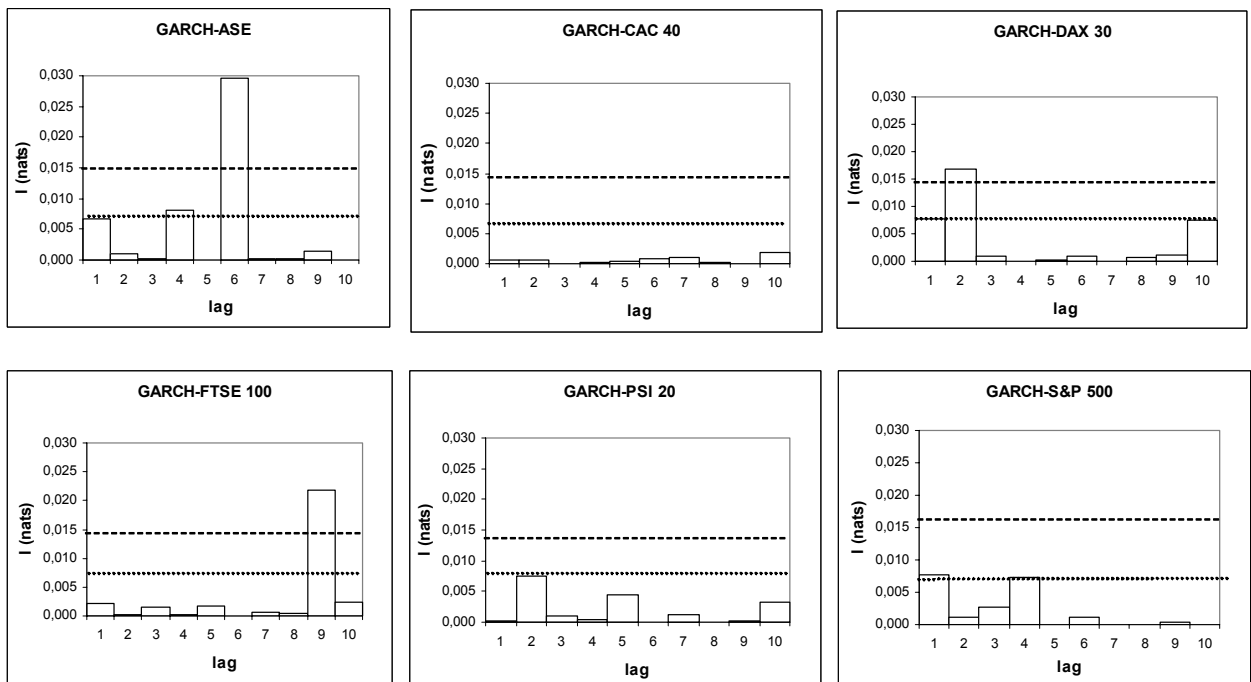 GARCH-ASE
0,030
0,025
0,020
0,015
0,010
0,005
0,000
I (nats)
1 2 3 4 5 6 7 8 9 10
lag
GARCH-CAC 40
0,030
0,025
0,020
0,015
0,010
0,005
0,000
I (nats)
1 2 3 4 5 6 7 8 9 10
lag
GARCH-DAX 30
0,030
0,025
0,020
0,015
0,010
0,005
0,000
I (nats)
1 2 3 4 5 6 7 8 9 10
lag
GARCH-FTSE 100
0,030
0,025
0,020
0,015
0,010
0,005
0,000
I (nats)
1 2 3 4 5 6 7 8 9 10
lag
GARCH-PSI 20
0,030
0,025
0,020
0,015
0,010
0,005
0,000
I (nats)
1 2 3 4 5 6 7 8 9 10
lag
GARCH-S&P 500
0,030
0,025
0,020
0,015
0,010
0,005
0,000
I (nats)
1 2 3 4 5 6 7 8 9 10
lag